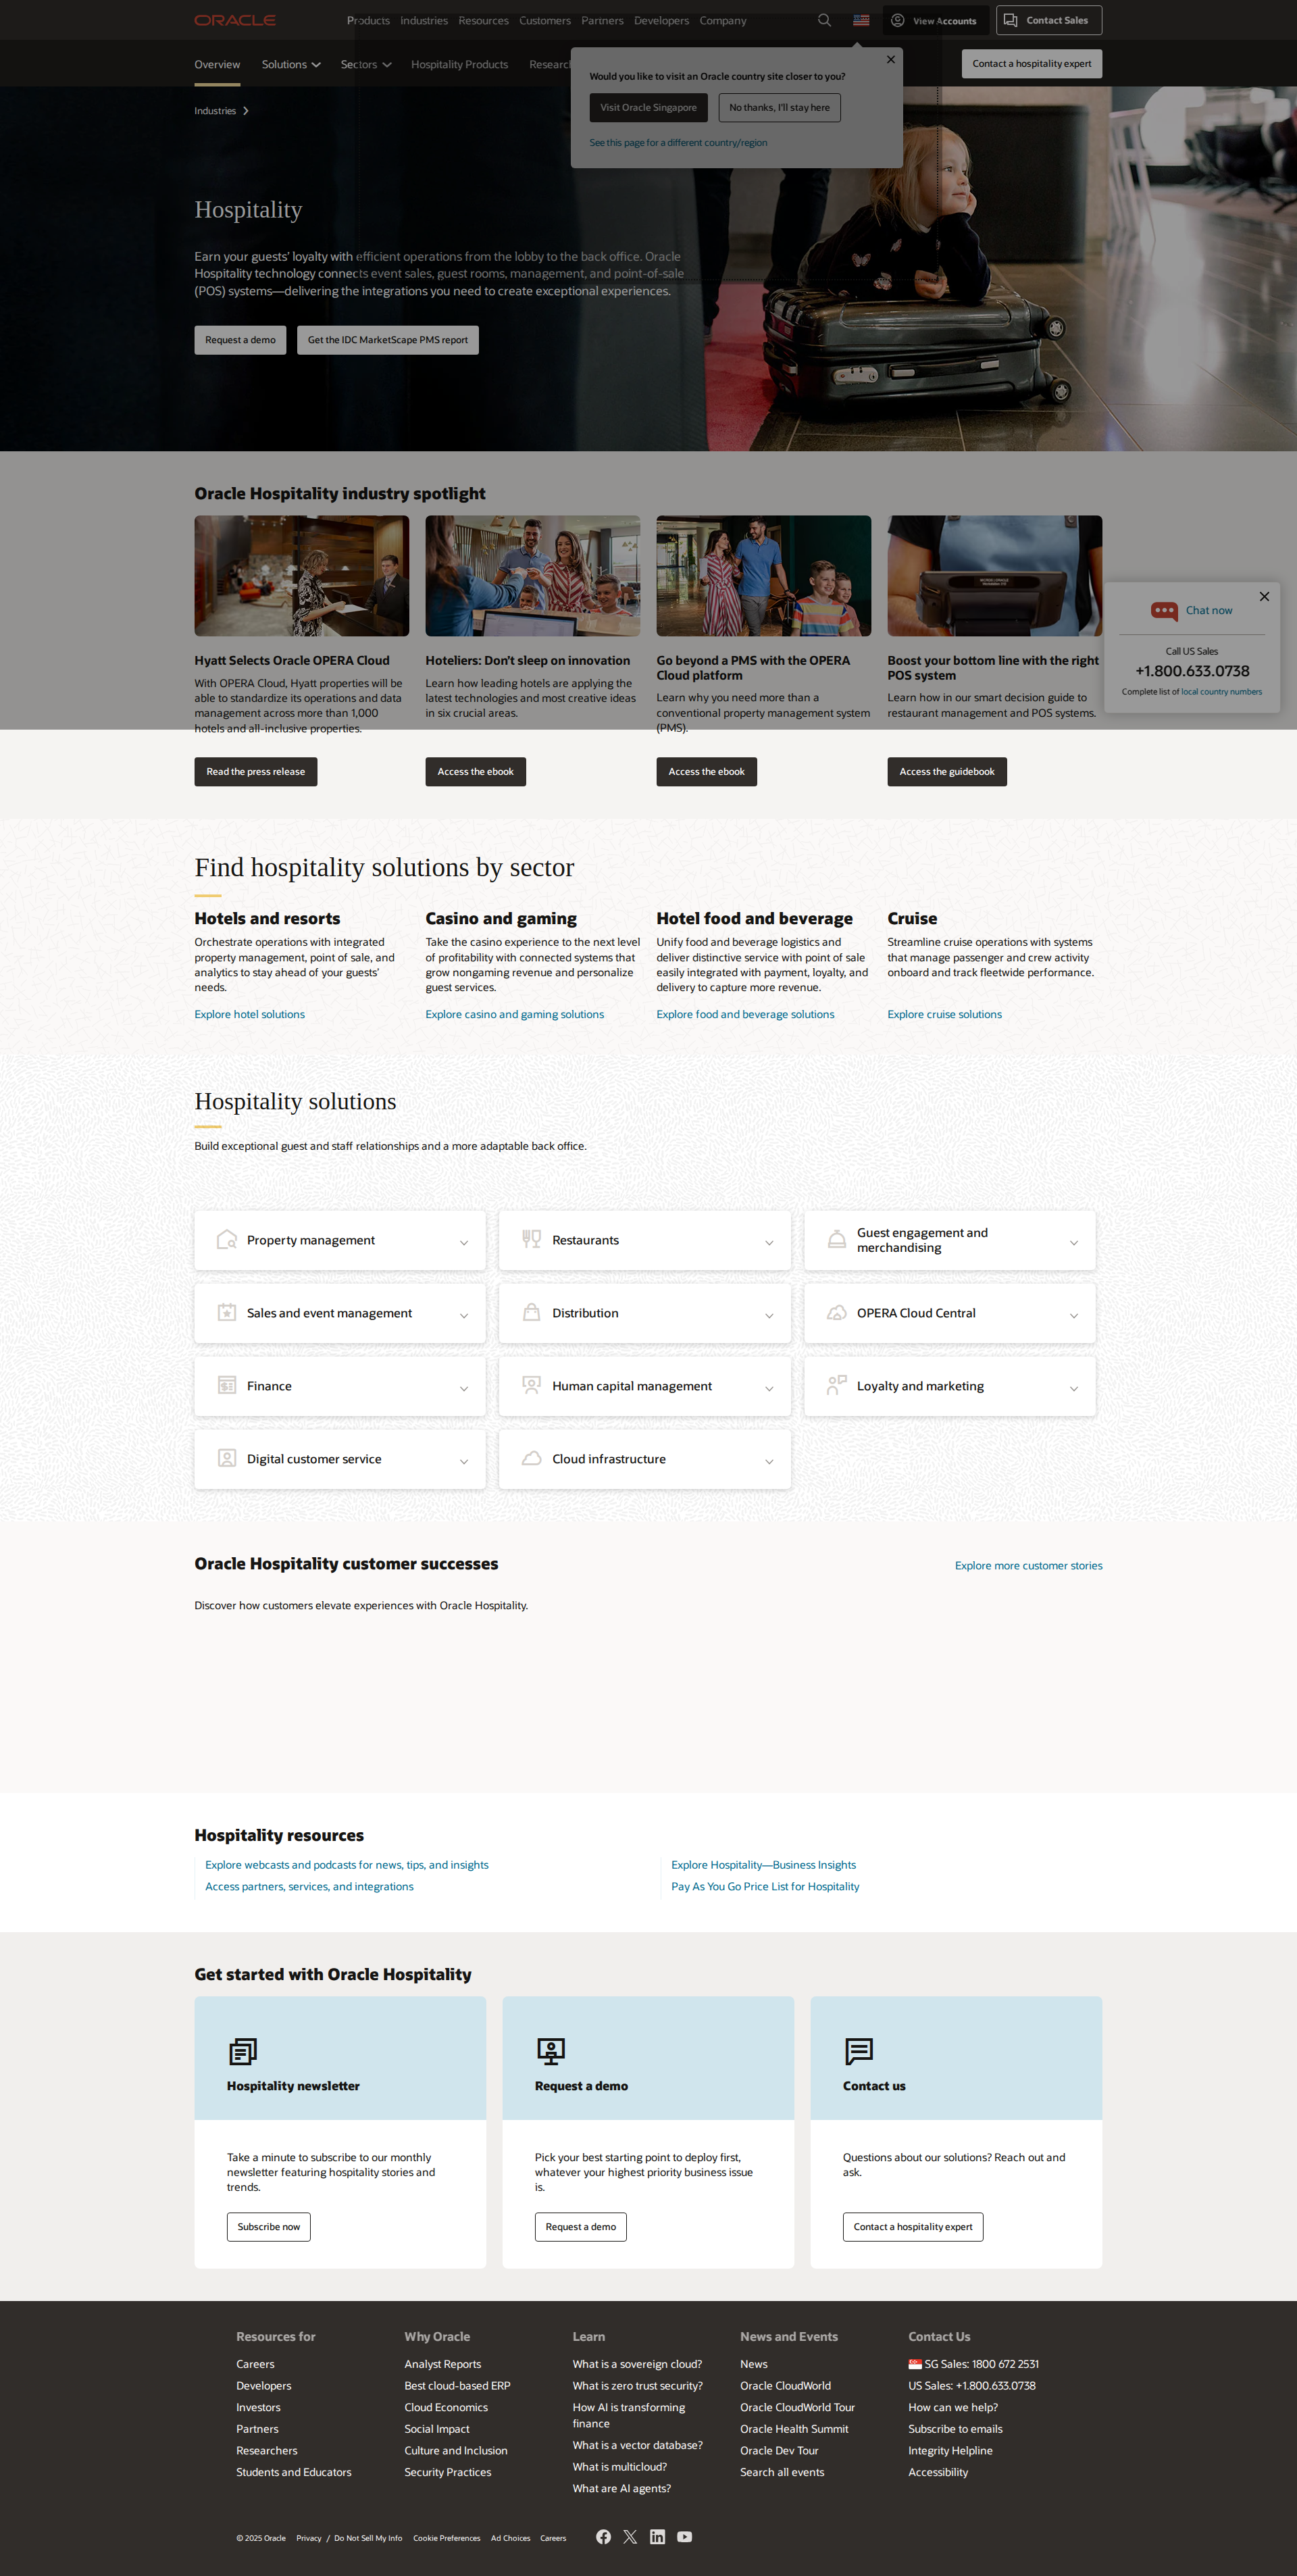 ORACLE
Products Industries Resources Customers Partners Developers Company
View Accounts
Contact Sales
Overview Solutions Sectors Hospitality Products Research
Contact a hospitality expert
Would you like to visit an Oracle country site closer to you?
Visit Oracle Singapore
No thanks, I'll stay here
See this page for a different country/region
Industries
Hospitality
Earn your guests' loyalty with efficient operations from the lobby to the back office. Oracle
Hospitality technology connects event sales, guest rooms, management, and point-of-sale
(POS) systems—delivering the integrations you need to create exceptional experiences.
Request a demo
Get the IDC MarketScape PMS report
Oracle Hospitality industry spotlight
Hyatt Selects Oracle OPERA Cloud
With OPERA Cloud, Hyatt properties will be
able to standardize its operations and data
management across more than 1,000
hotels and all-inclusive properties.
Read the press release
Hoteliers: Don't sleep on innovation
Learn how leading hotels are applying the
latest technologies and most creative ideas
in six crucial areas.
Access the ebook
Go beyond a PMS with the OPERA
Cloud platform
Learn why you need more than a
conventional property management system
(PMS).
Access the ebook
Boost your bottom line with the right
POS system
Learn how in our smart decision guide to
restaurant management and POS systems.
Access the guidebook
Chat now
Call US Sales
+1.800.633.0738
Complete list of local country numbers
Find hospitality solutions by sector
Hotels and resorts
Orchestrate operations with integrated
property management, point of sale, and
analytics to stay ahead of your guests'
needs.
Explore hotel solutions
Casino and gaming
Take the casino experience to the next level
of profitability with connected systems that
grow nongaming revenue and personalize
guest services.
Explore casino and gaming solutions
Hotel food and beverage
Unify food and beverage logistics and
deliver distinctive service with point of sale
easily integrated with payment, loyalty, and
delivery to capture more revenue.
Explore food and beverage solutions
Cruise
Streamline cruise operations with systems
that manage passenger and crew activity
onboard and track fleetwide performance.
Explore cruise solutions
Hospitality solutions
Build exceptional guest and staff relationships and a more adaptable back office.
Property management
Restaurants
Guest engagement and
merchandising
Sales and event management
Distribution
OPERA Cloud Central
Finance
Human capital management
Loyalty and marketing
Digital customer service
Cloud infrastructure
Oracle Hospitality customer successes
Explore more customer stories
Discover how customers elevate experiences with Oracle Hospitality.
Hospitality resources
Explore webcasts and podcasts for news, tips, and insights
Access partners, services, and integrations
Explore Hospitality—Business Insights
Pay As You Go Price List for Hospitality
Get started with Oracle Hospitality
Hospitality newsletter
Take a minute to subscribe to our monthly
newsletter featuring hospitality stories and
trends.
Subscribe now
Request a demo
Pick your best starting point to deploy first,
whatever your highest priority business issue
is.
Request a demo
Contact us
Questions about our solutions? Reach out and
ask.
Contact a hospitality expert
Resources for
Careers
Developers
Investors
Partners
Researchers
Students and Educators
Why Oracle
Analyst Reports
Best cloud-based ERP
Cloud Economics
Social Impact
Culture and Inclusion
Security Practices
Learn
What is a sovereign cloud?
What is zero trust security?
How AI is transforming
finance
What is a vector database?
What is multicloud?
What are AI agents?
News and Events
News
Oracle CloudWorld
Oracle CloudWorld Tour
Oracle Health Summit
Oracle Dev Tour
Search all events
Contact Us
SG Sales: 1800 672 2531
US Sales: +1.800.633.0738
How can we help?
Subscribe to emails
Integrity Helpline
Accessibility
© 2025 Oracle Privacy / Do Not Sell My Info Cookie Preferences Ad Choices Careers